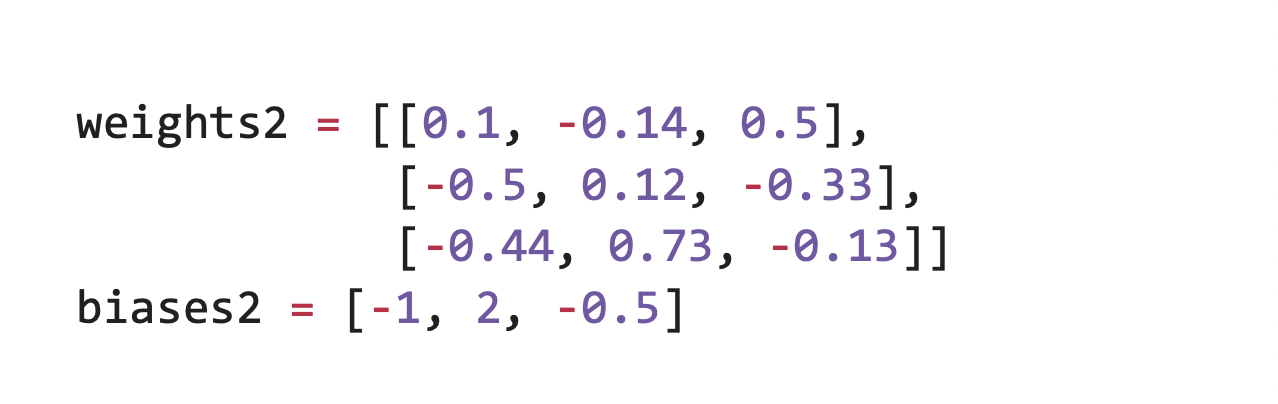 weights2 = [[0.1, -0.14, 0.5],
            [-0.5, 0.12, -0.33],
            [-0.44, 0.73, -0.13]]
biases2 = [-1, 2, -0.5]